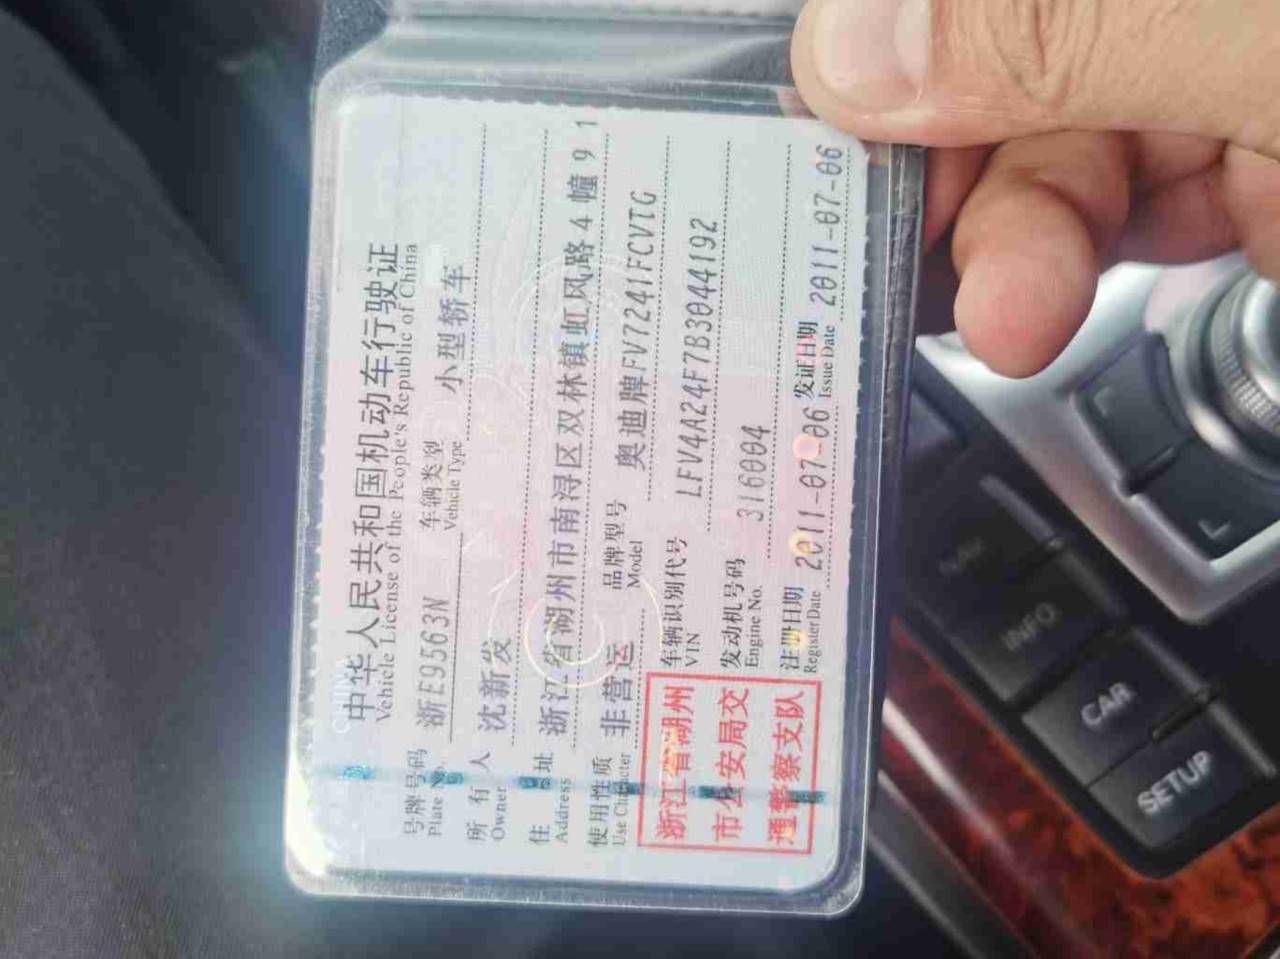 中华人民共和国机动车行驶证
Vehicle License of the People's Republic of China
号牌号码 浙E9563N 车辆类型 小型轿车
Plate No. Vehicle Type
所有人 沈新发
Owner
住址 浙江省湖州市南浔区双林镇虹风路4幢91
Address
使用性质 非营运 品牌型号 奥迪牌FV7241FCVTG
Use Character Model
浙江省湖州
市公安局交
通警察支队
车辆识别代号 LFV4A24F7B3044192
VIN
发动机号码 316004
Engine No.
注册日期 2011-07-06 发证日期 2011-07-06
Register Date Issue Date
INFO
CAR
SETUP